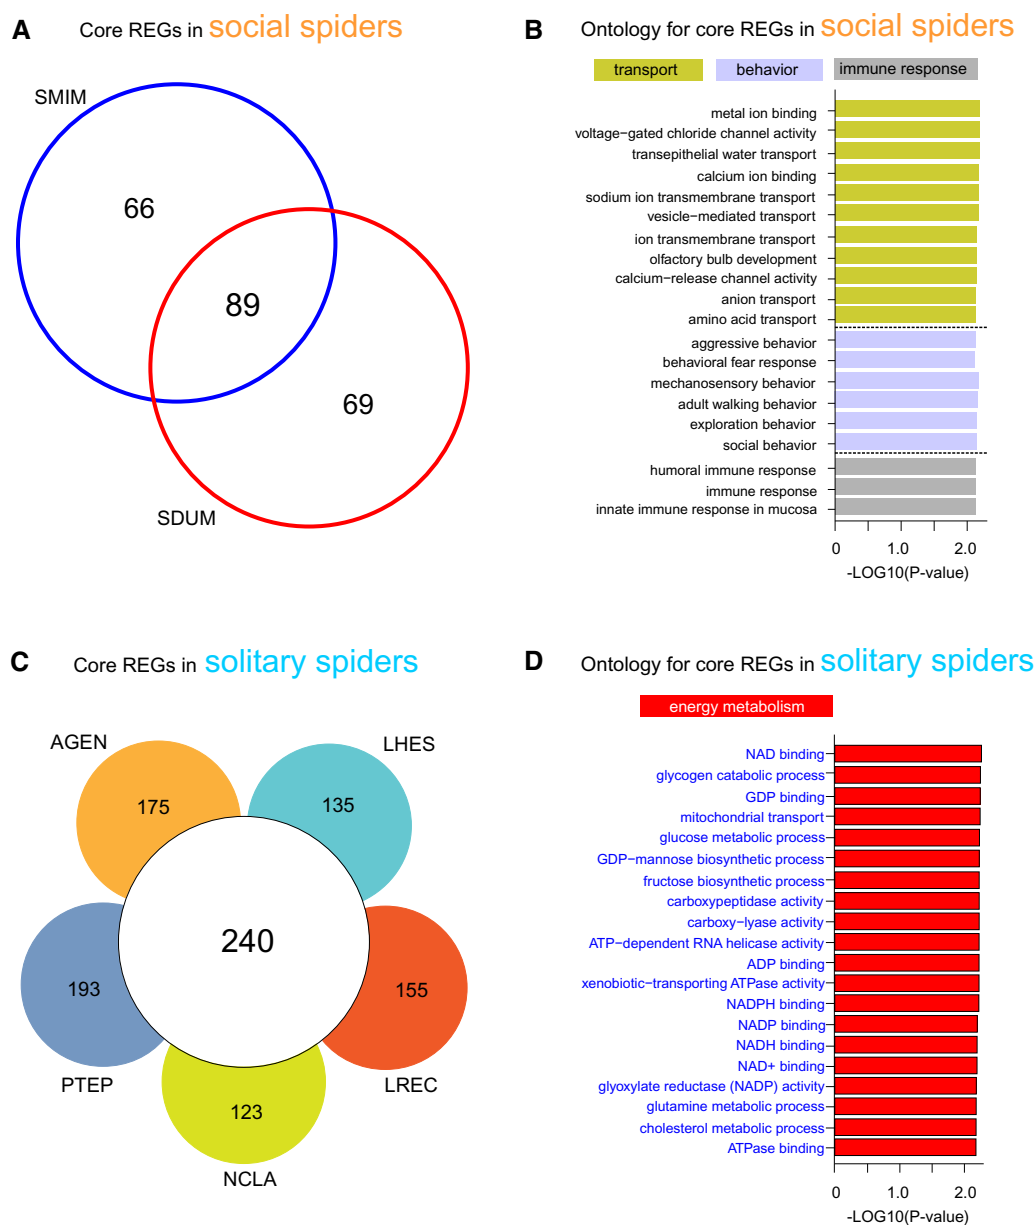 A
Core REGs in social spiders
SMIM
66
89
69
SDUM
B
Ontology for core REGs in social spiders
transport
behavior
immune response
metal ion binding
voltage−gated chloride channel activity
transepithelial water transport
calcium ion binding
sodium ion transmembrane transport
vesicle−mediated transport
ion transmembrane transport
olfactory bulb development
calcium−release channel activity
anion transport
amino acid transport
aggressive behavior
behavioral fear response
mechanosensory behavior
adult walking behavior
exploration behavior
social behavior
humoral immune response
immune response
innate immune response in mucosa
0 1.0 2.0
-LOG10(P-value)
C
Core REGs in solitary spiders
AGEN
LHES
175
135
240
193
155
PTEP
LREC
123
NCLA
D
Ontology for core REGs in solitary spiders
energy metabolism
NAD binding
glycogen catabolic process
GDP binding
mitochondrial transport
glucose metabolic process
GDP−mannose biosynthetic process
fructose biosynthetic process
carboxypeptidase activity
carboxy−lyase activity
ATP−dependent RNA helicase activity
ADP binding
xenobiotic−transporting ATPase activity
NADPH binding
NADP binding
NADH binding
NAD+ binding
glyoxylate reductase (NADP) activity
glutamine metabolic process
cholesterol metabolic process
ATPase binding
0 1.0 2.0
-LOG10(P-value)